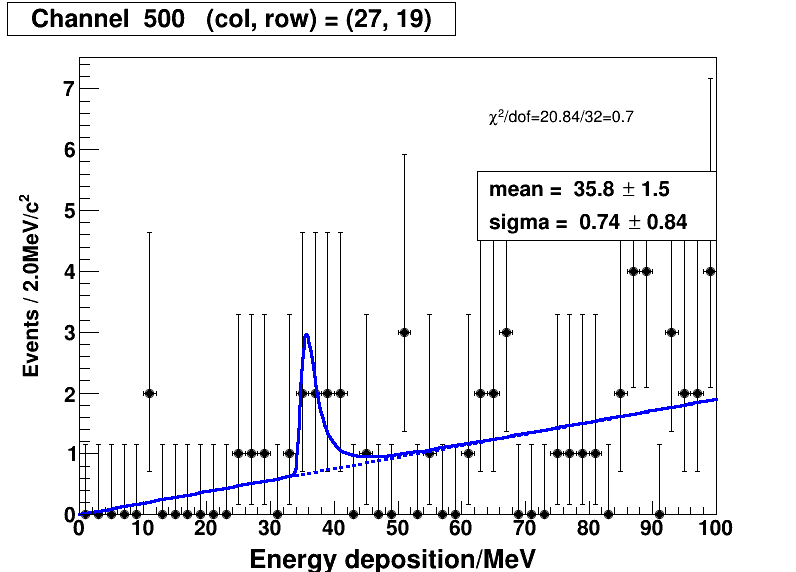 Channel 500 (col, row) = (27, 19)
χ²/dof=20.84/32=0.7
mean = 35.8 ± 1.5
sigma = 0.74 ± 0.84
Events / 2.0MeV/c²
7
6
5
4
3
2
1
0
0 10 20 30 40 50 60 70 80 90 100
Energy deposition/MeV